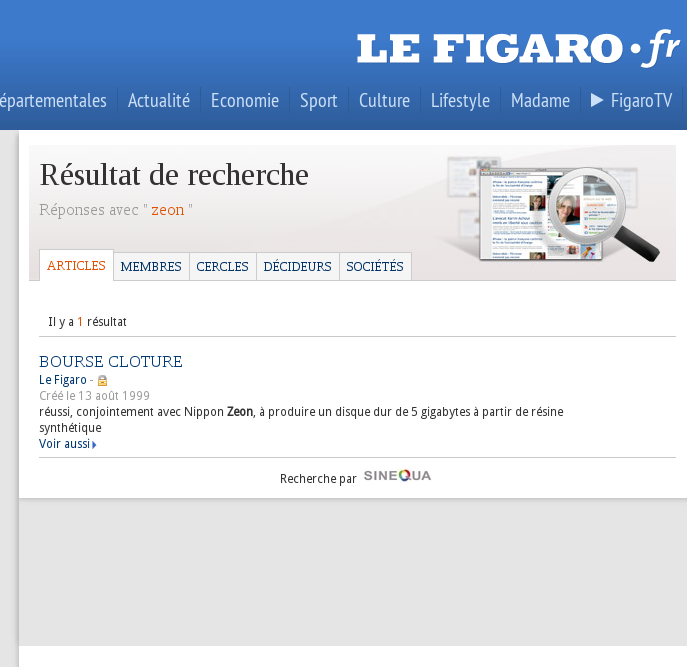 LE FIGARO·fr
épartementales Actualité Economie Sport Culture Lifestyle Madame FigaroTV
Résultat de recherche
Réponses avec " zeon "
ARTICLES MEMBRES CERCLES DÉCIDEURS SOCIÉTÉS
Il y a 1 résultat
BOURSE CLOTURE
Le Figaro -
Créé le 13 août 1999
réussi, conjointement avec Nippon Zeon, à produire un disque dur de 5 gigabytes à partir de résine
synthétique
Voir aussi
Recherche par SINEQUA